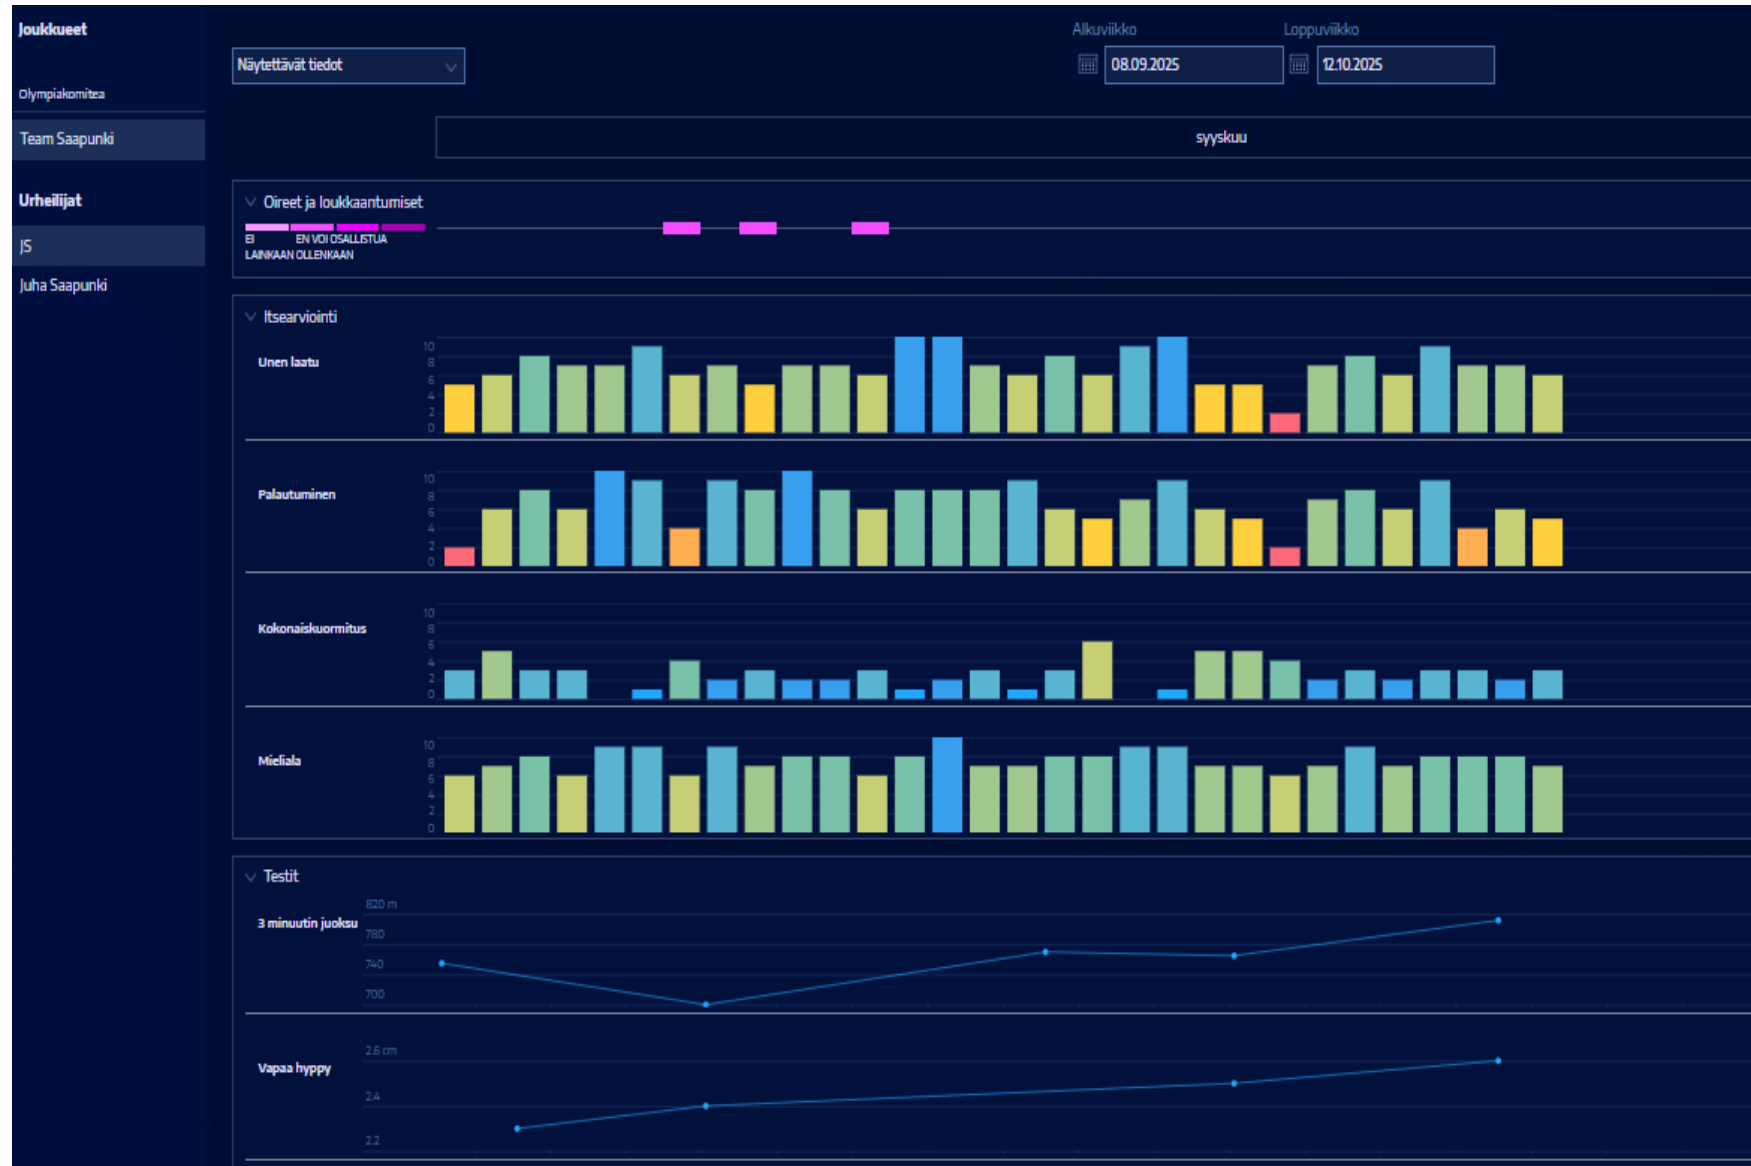 Joukkueet
Olympiakomitea
Team Saapunki
Urheilijat
JS
Juha Saapunki
Näytettävät tiedot
Alkuviikko
08.09.2025
Loppuviikko
12.10.2025
syyskuu
Oireet ja loukkaantumiset
EI LAINKAAN
EN VOI OSALLISTUA OLLENKAAN
Itsearviointi
Unen laatu
10
8
6
4
2
0
Palautuminen
10
8
6
4
2
0
Kokonaiskuormitus
10
8
6
4
2
0
Mieliala
10
8
6
4
2
0
Testit
3 minuutin juoksu
820 m
780
740
700
Vapaa hyppy
2.6 cm
2.4
2.2